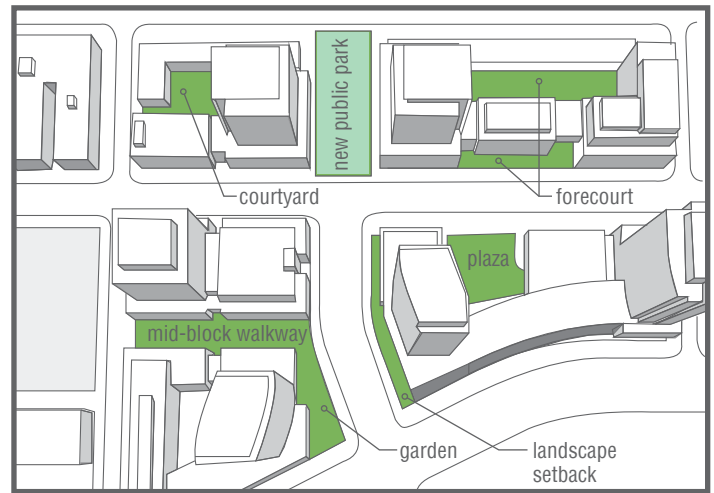 new public park
courtyard
forecourt
plaza
mid-block walkway
garden
landscape
setback